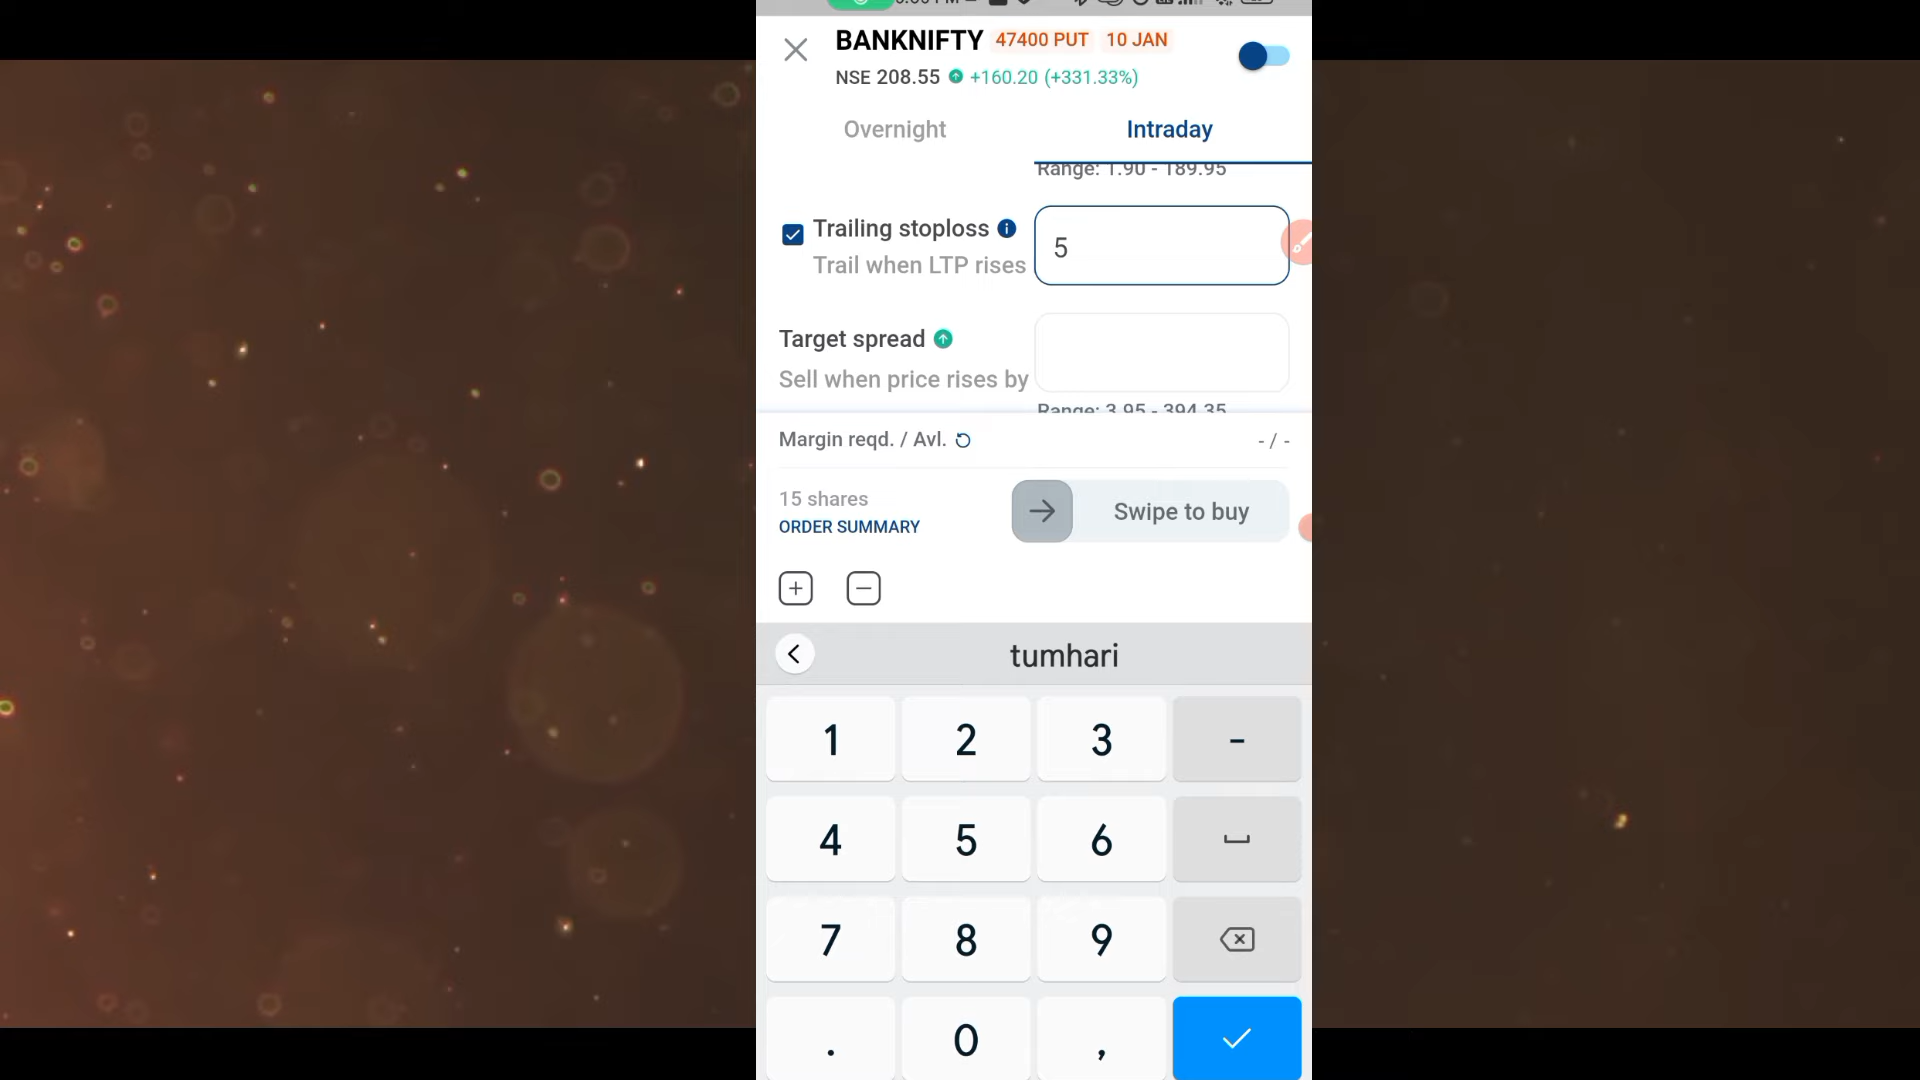 BANKNIFTY 47400 PUT 10 JAN
NSE 208.55 +160.20 (+331.33%)
Overnight Intraday
Range: 1.90 - 189.95
Trailing stoploss
Trail when LTP rises
5
Target spread
Sell when price rises by
Range: 3.95 - 394.35
Margin reqd. / Avl. - / -
15 shares
ORDER SUMMARY
Swipe to buy
tumhari
1 2 3 -
4 5 6
7 8 9
. 0 ,